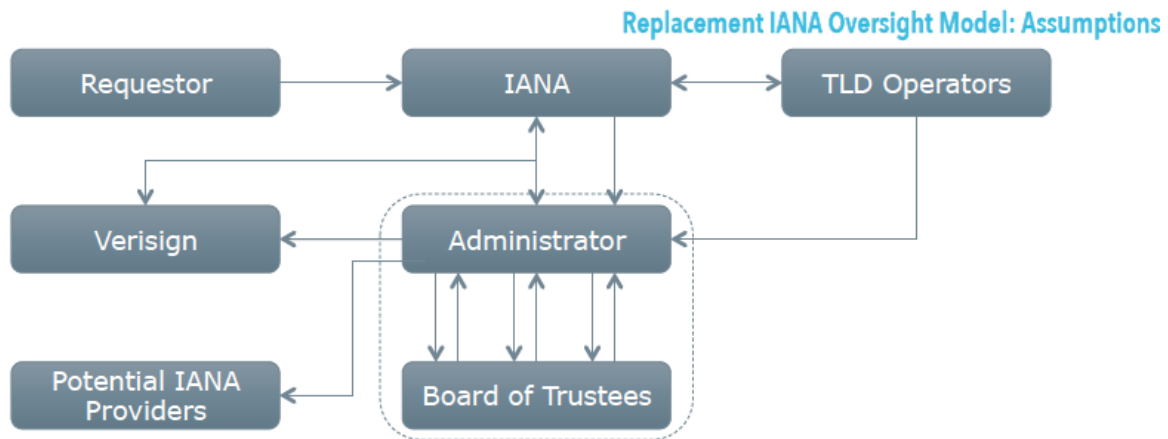 Replacement IANA Oversight Model: Assumptions
Requestor
IANA
TLD Operators
Verisign
Administrator
Potential IANA
Providers
Board of Trustees